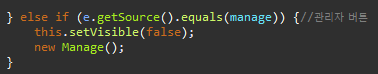 } else if (e.getSource().equals(manage)) {//관리자 버튼
    this.setVisible(false);
    new Manage();
}